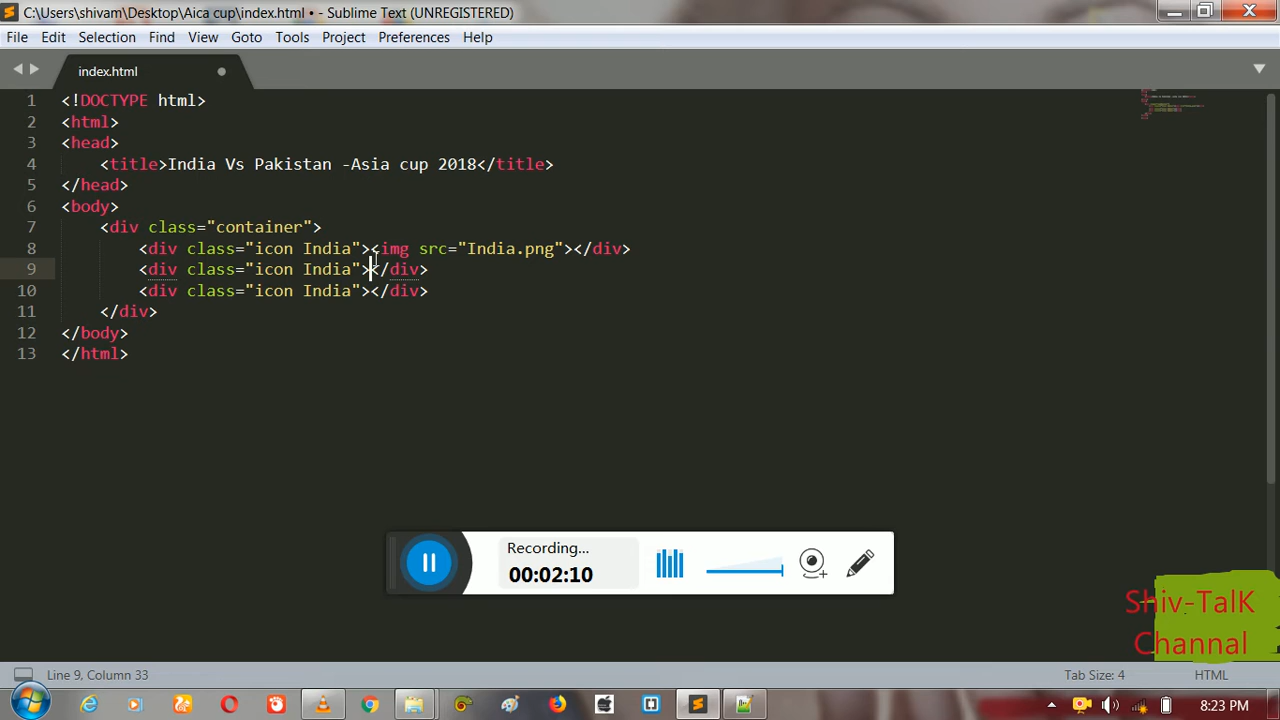 C:\Users\shivam\Desktop\Aica cup\index.html • - Sublime Text (UNREGISTERED)
File Edit Selection Find View Goto Tools Project Preferences Help
index.html
1 <!DOCTYPE html>
2 <html>
3 <head>
4 <title>India Vs Pakistan -Asia cup 2018</title>
5 </head>
6 <body>
7 <div class="container">
8 <div class="icon India"><img src="India.png"></div>
9 <div class="icon India"></div>
10 <div class="icon India"></div>
11 </div>
12 </body>
13 </html>
Recording...
00:02:10
Shiv-TalK
Channal
Line 9, Column 33 Tab Size: 4 HTML
8:23 PM